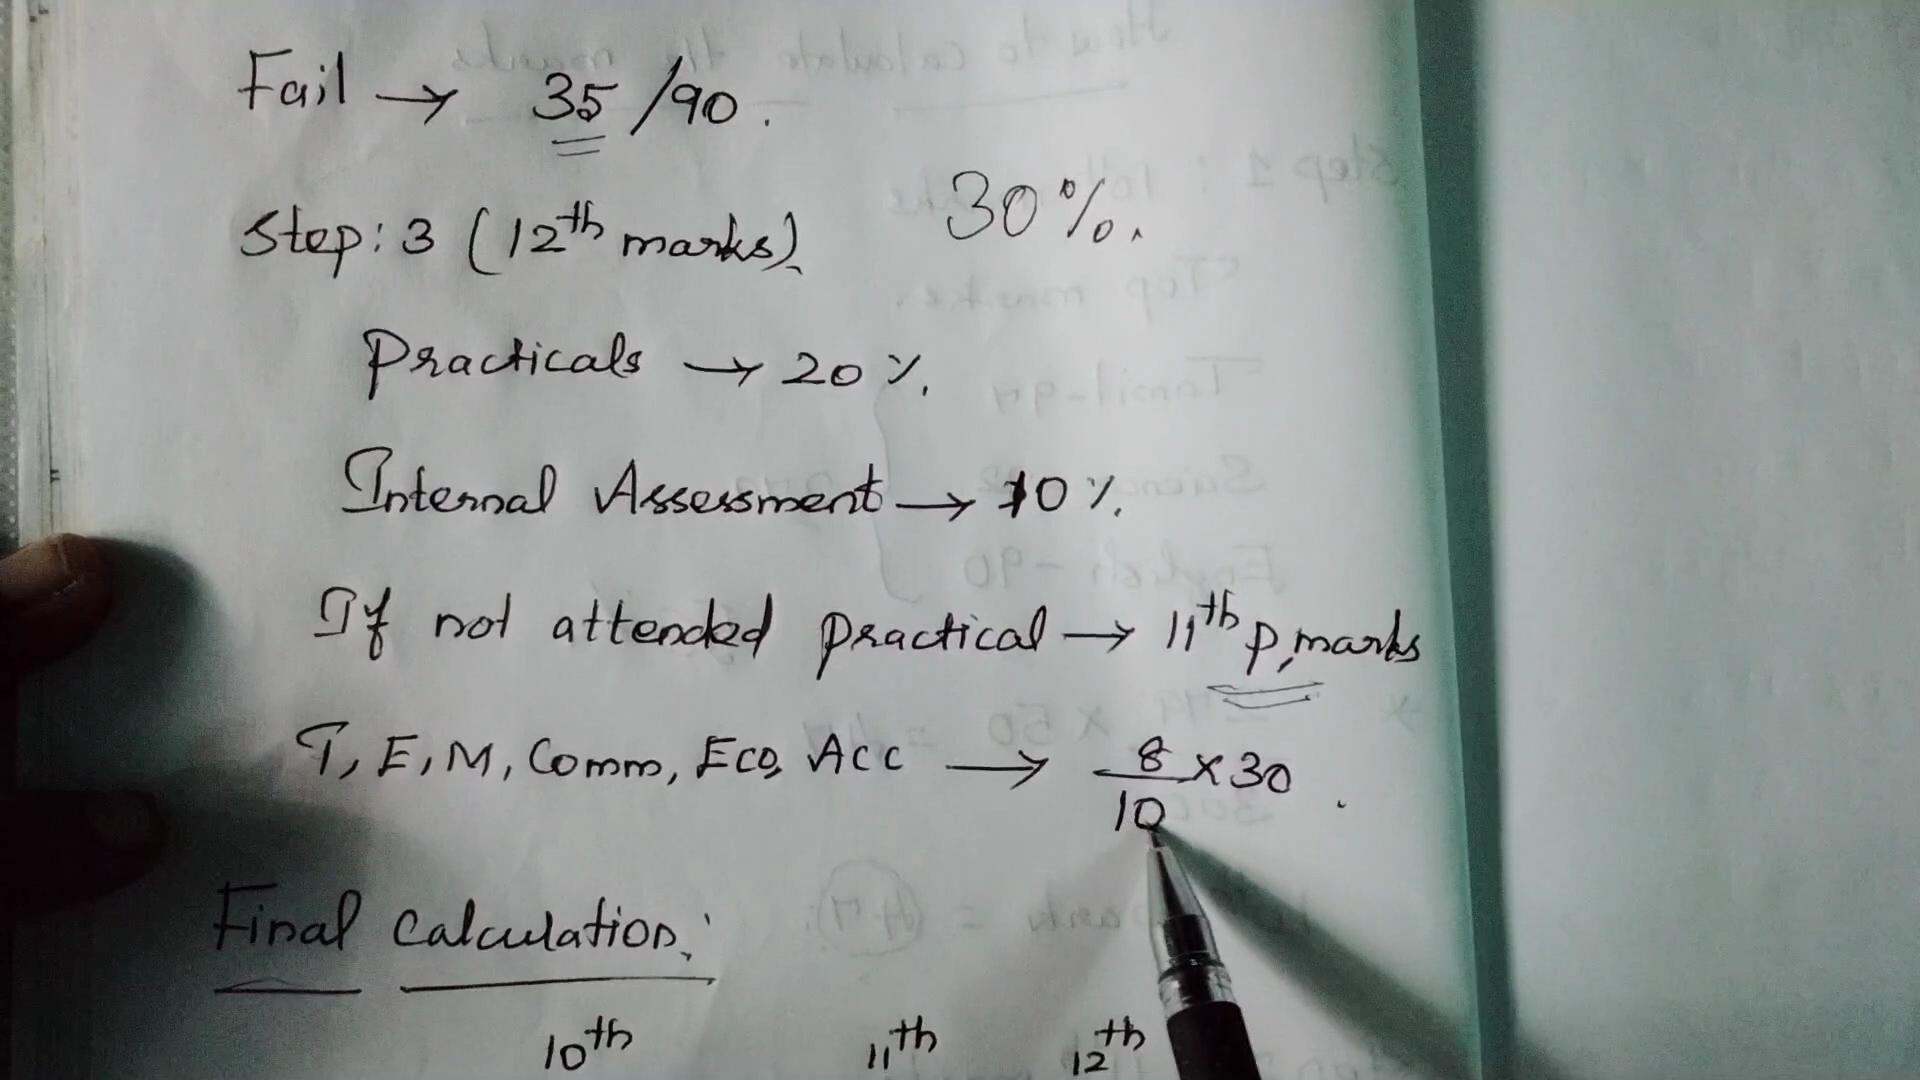 Fail → 35/90.
Step: 3 (12th marks). 30%.
Practicals → 20%.
Internal Assessment → 10%.
If not attended practical → 11th P, marks
T, E, M, Comm, Eco, Acc → 8/10 x 30.
Final Calculation:
10th 11th 12th